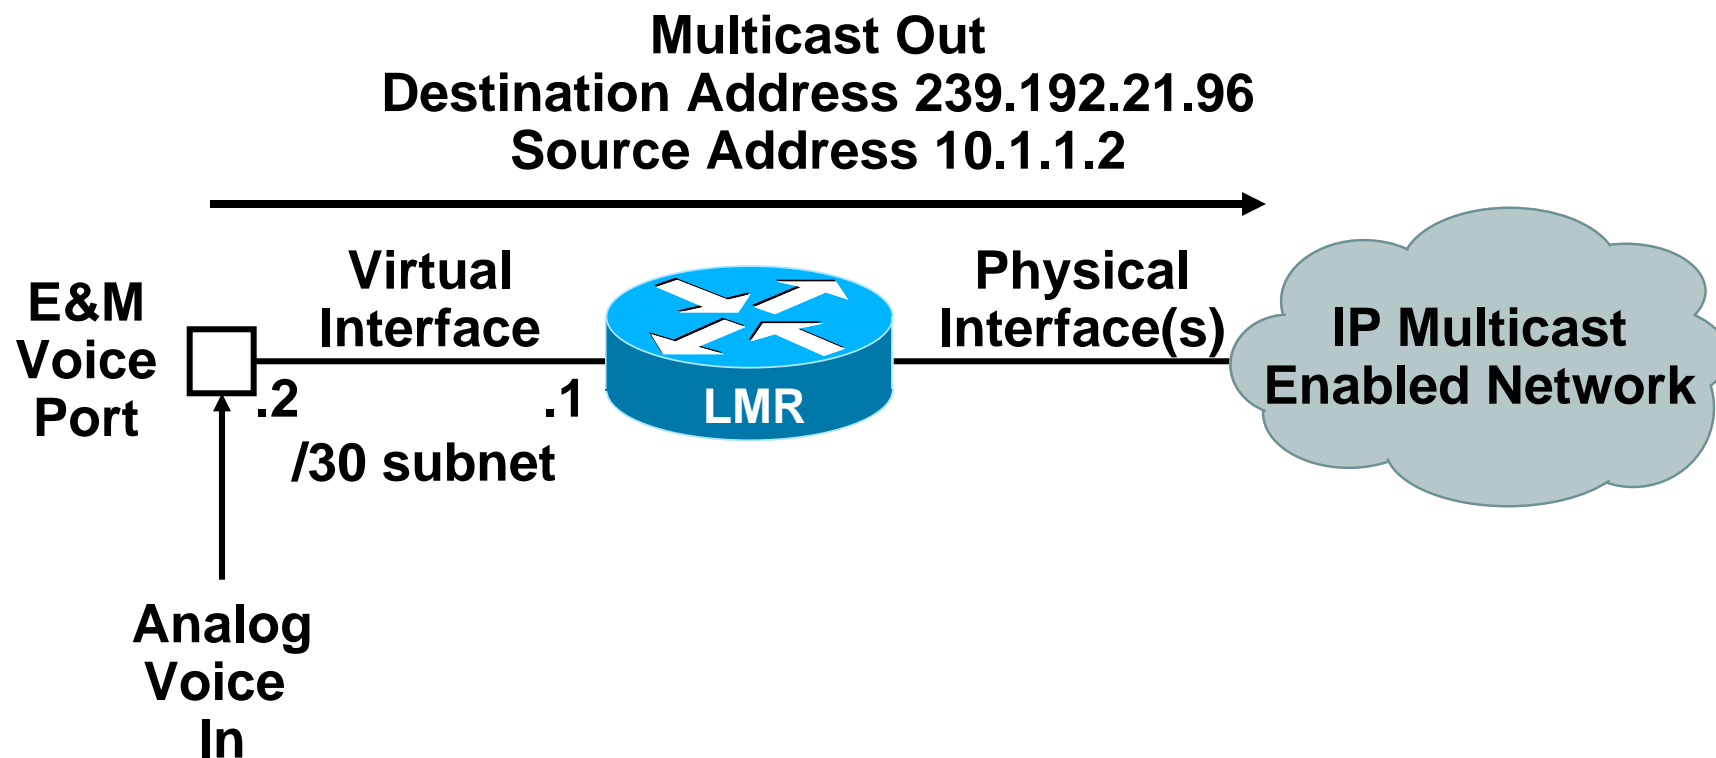 Multicast Out
Destination Address 239.192.21.96
Source Address 10.1.1.2
E&M
Voice
Port
Virtual
Interface
.2
.1
/30 subnet
LMR
Physical
Interface(s)
IP Multicast
Enabled Network
Analog
Voice
In